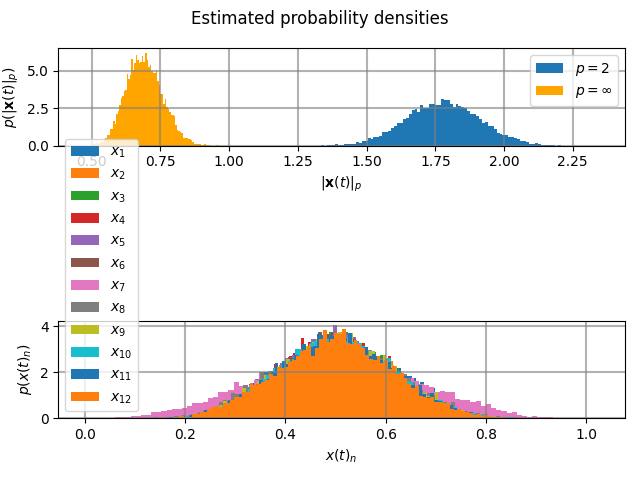 Estimated probability densities
p(|x(t)|p)
5.0
2.5
0.0
p = 2
p = ∞
0.50 0.75 1.00 1.25 1.50 1.75 2.00 2.25
|x(t)|p
x1
x2
x3
x4
x5
x6
x7
x8
x9
x10
x11
x12
p(x(t)n)
4
2
0
0.0 0.2 0.4 0.6 0.8 1.0
x(t)n